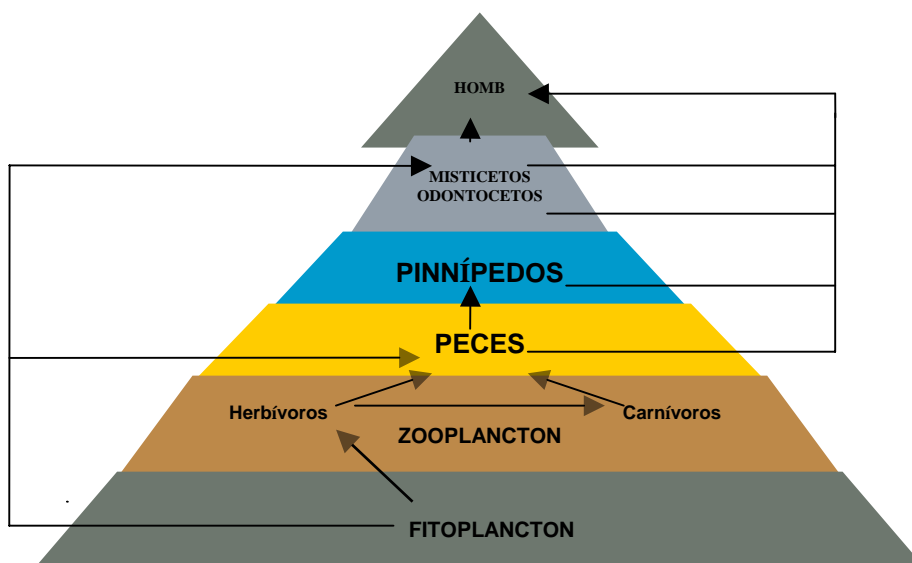 HOMB
MISTICETOS
ODONTOCETOS
PINNÍPEDOS
PECES
Herbívoros
Carnívoros
ZOOPLANCTON
FITOPLANCTON